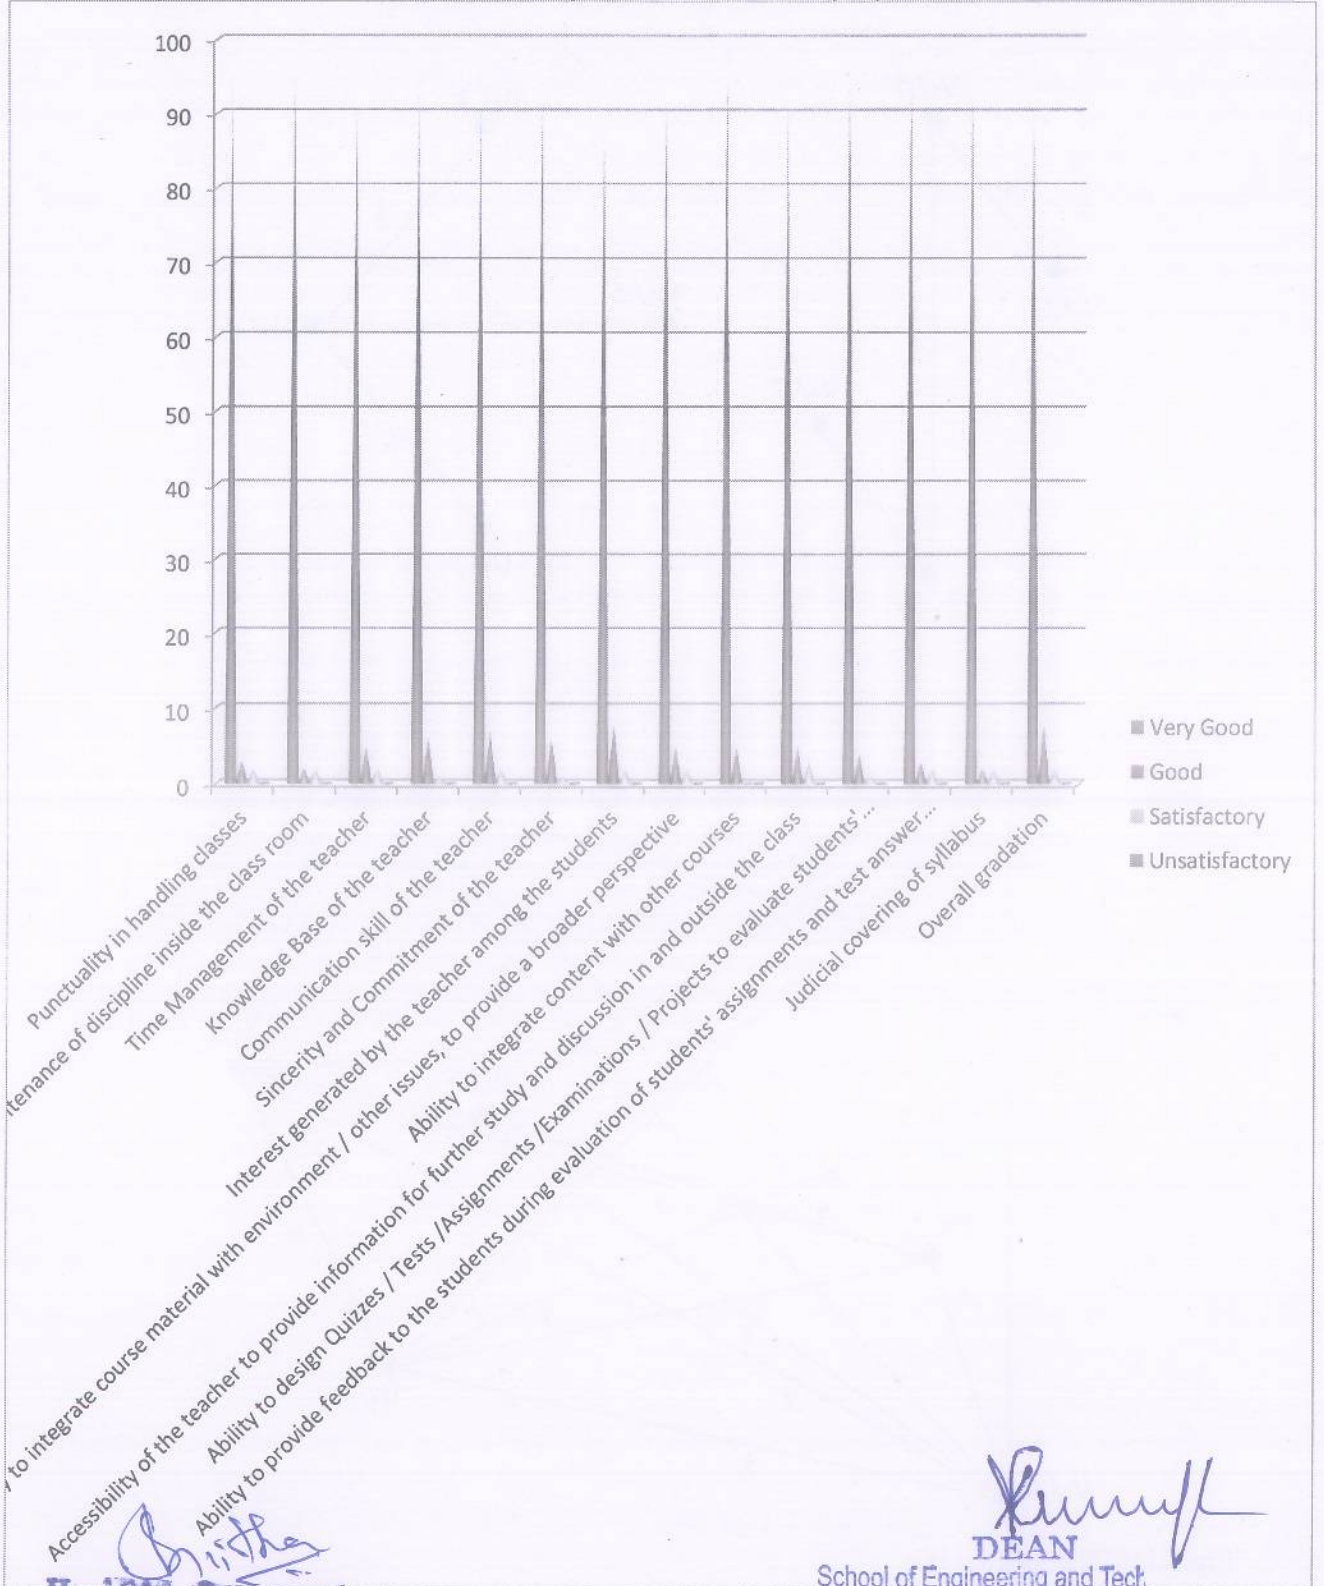 100
90
80
70
60
50
40
30
20
10
0
Punctuality in handling classes
tenance of discipline inside the class room
Time Management of the teacher
Knowledge Base of the teacher
Communication skill of the teacher
Sincerity and Commitment of the teacher
Interest generated by the teacher among the students
to integrate course material with environment / other issues, to provide a broader perspective
Ability to integrate content with other courses
Accessibility of the teacher to provide information for further study and discussion in and outside the class
Ability to design Quizzes / Tests /Assignments /Examinations / Projects to evaluate students'...
Ability to provide feedback to the students during evaluation of students' assignments and test answer...
Judicial covering of syllabus
Overall gradation
Very Good
Good
Satisfactory
Unsatisfactory
DEAN
School of Engineering and Tech